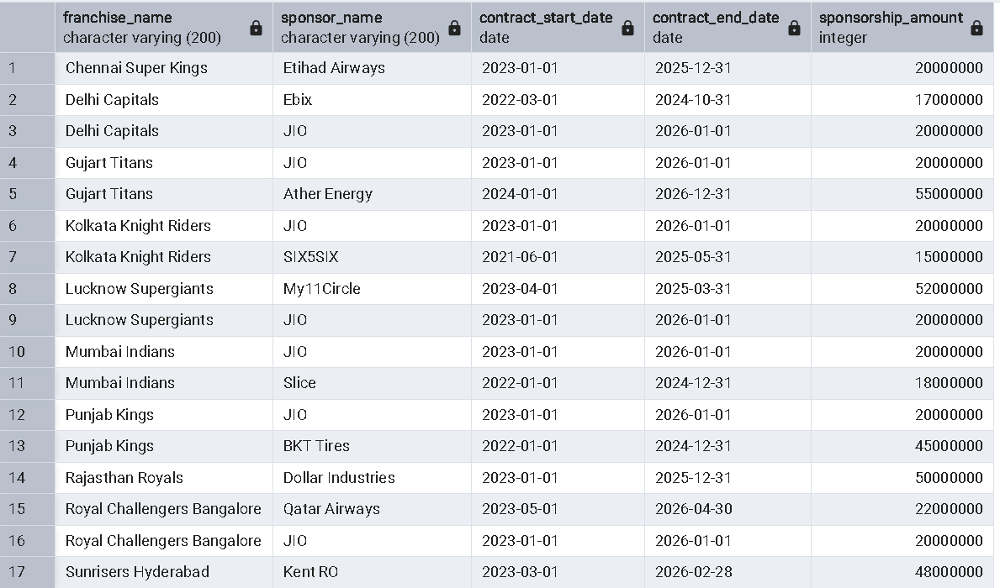 franchise_name sponsor_name contract_start_date contract_end_date sponsorship_amount
character varying (200) character varying (200) date date integer
1 Chennai Super Kings Etihad Airways 2023-01-01 2025-12-31 20000000
2 Delhi Capitals Ebix 2022-03-01 2024-10-31 17000000
3 Delhi Capitals JIO 2023-01-01 2026-01-01 20000000
4 Gujart Titans JIO 2023-01-01 2026-01-01 20000000
5 Gujart Titans Ather Energy 2024-01-01 2026-12-31 55000000
6 Kolkata Knight Riders JIO 2023-01-01 2026-01-01 20000000
7 Kolkata Knight Riders SIX5SIX 2021-06-01 2025-05-31 15000000
8 Lucknow Supergiants My11Circle 2023-04-01 2025-03-31 52000000
9 Lucknow Supergiants JIO 2023-01-01 2026-01-01 20000000
10 Mumbai Indians JIO 2023-01-01 2026-01-01 20000000
11 Mumbai Indians Slice 2022-01-01 2024-12-31 18000000
12 Punjab Kings JIO 2023-01-01 2026-01-01 20000000
13 Punjab Kings BKT Tires 2022-01-01 2024-12-31 45000000
14 Rajasthan Royals Dollar Industries 2023-01-01 2025-12-31 50000000
15 Royal Challengers Bangalore Qatar Airways 2023-05-01 2026-04-30 22000000
16 Royal Challengers Bangalore JIO 2023-01-01 2026-01-01 20000000
17 Sunrisers Hyderabad Kent RO 2023-03-01 2026-02-28 48000000